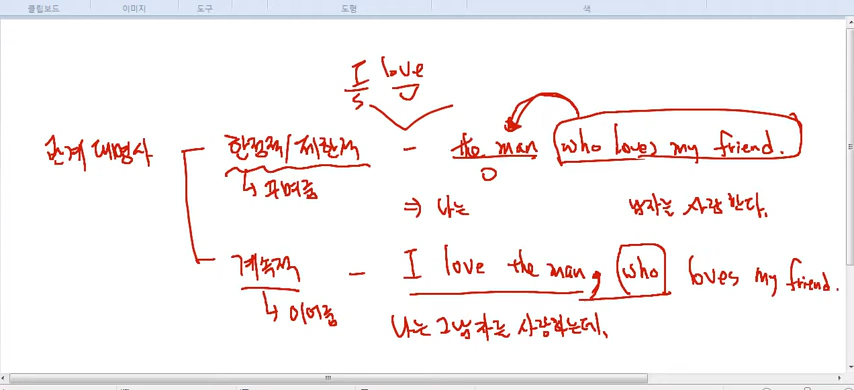 클립보드 이미지 도구 도형 색
I love
S V
관계대명사 한정적/제한적 - the man who loves my friend.
O
↳ 꾸며줌
⇒ 나는 남자를 사랑한다.
계속적 - I love the man, who loves my friend.
↳ 이어줌
나는 그 남자를 사랑하는데,